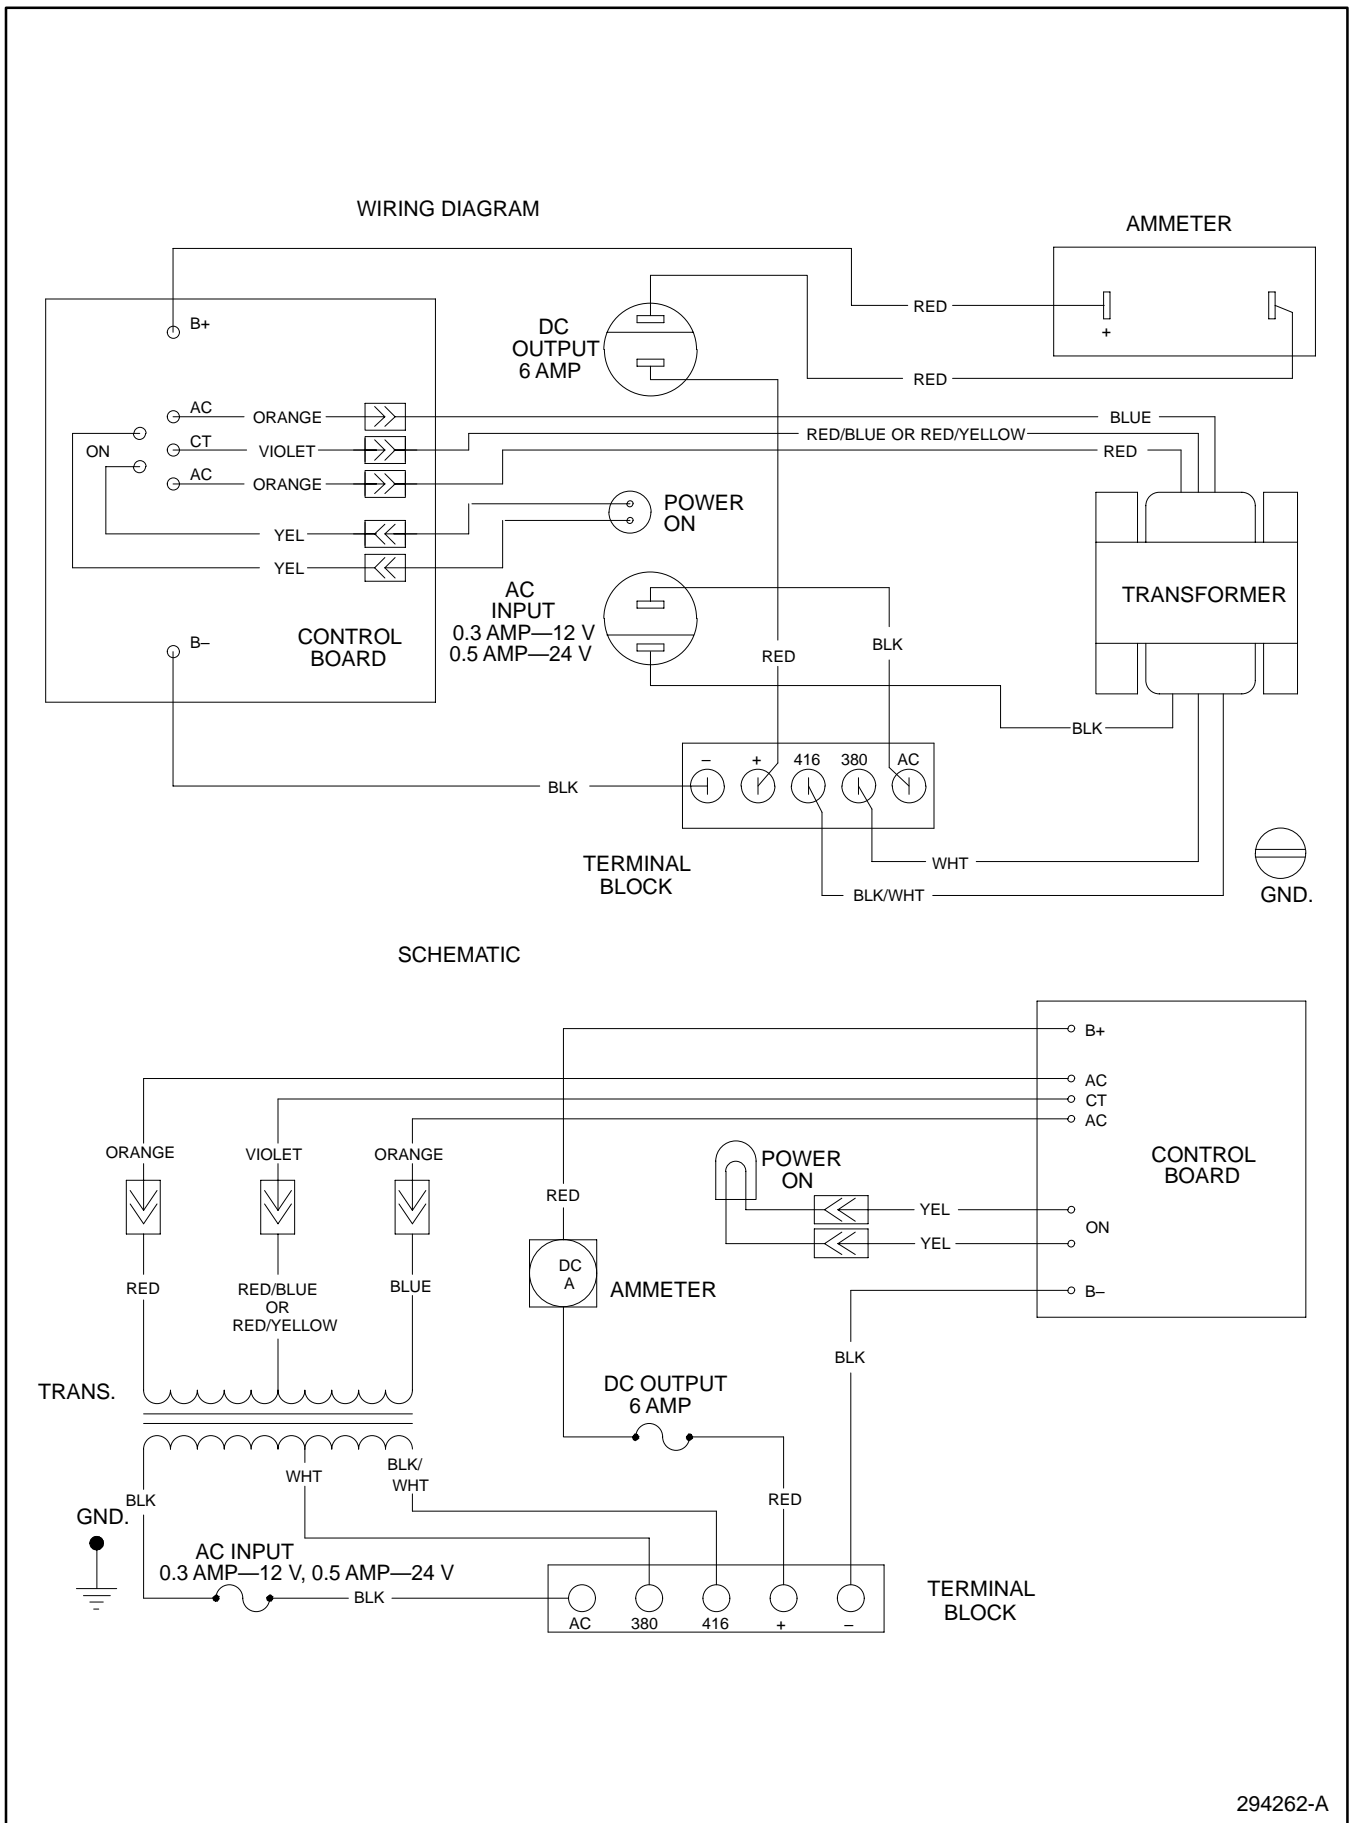 WIRING DIAGRAM
AMMETER
B+
DC
OUTPUT
6 AMP
RED
+
RED
AC
ORANGE
BLUE
ON
CT
VIOLET
RED/BLUE OR RED/YELLOW
RED
AC
ORANGE
POWER
ON
YEL
YEL
AC
INPUT
0.3 AMP—12 V
0.5 AMP—24 V
TRANSFORMER
CONTROL
BOARD
B–
RED
BLK
BLK
– + 416 380 AC
BLK
TERMINAL
BLOCK
WHT
BLK/WHT
GND.
SCHEMATIC
B+
AC
CT
AC
ORANGE
VIOLET
ORANGE
POWER
ON
CONTROL
BOARD
RED
YEL
ON
YEL
DC
A
AMMETER
RED
RED/BLUE
OR
RED/YELLOW
BLUE
B–
BLK
TRANS.
DC OUTPUT
6 AMP
WHT
BLK/
WHT
BLK
RED
GND.
AC INPUT
0.3 AMP—12 V, 0.5 AMP—24 V
BLK
AC 380 416 + –
TERMINAL
BLOCK
294262-A